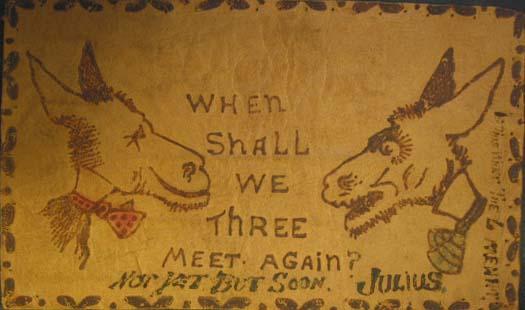 WHEN
ShALL
WE
ThREE
MEET AGAIN?
NOT YET BUT SOON. JULIUS